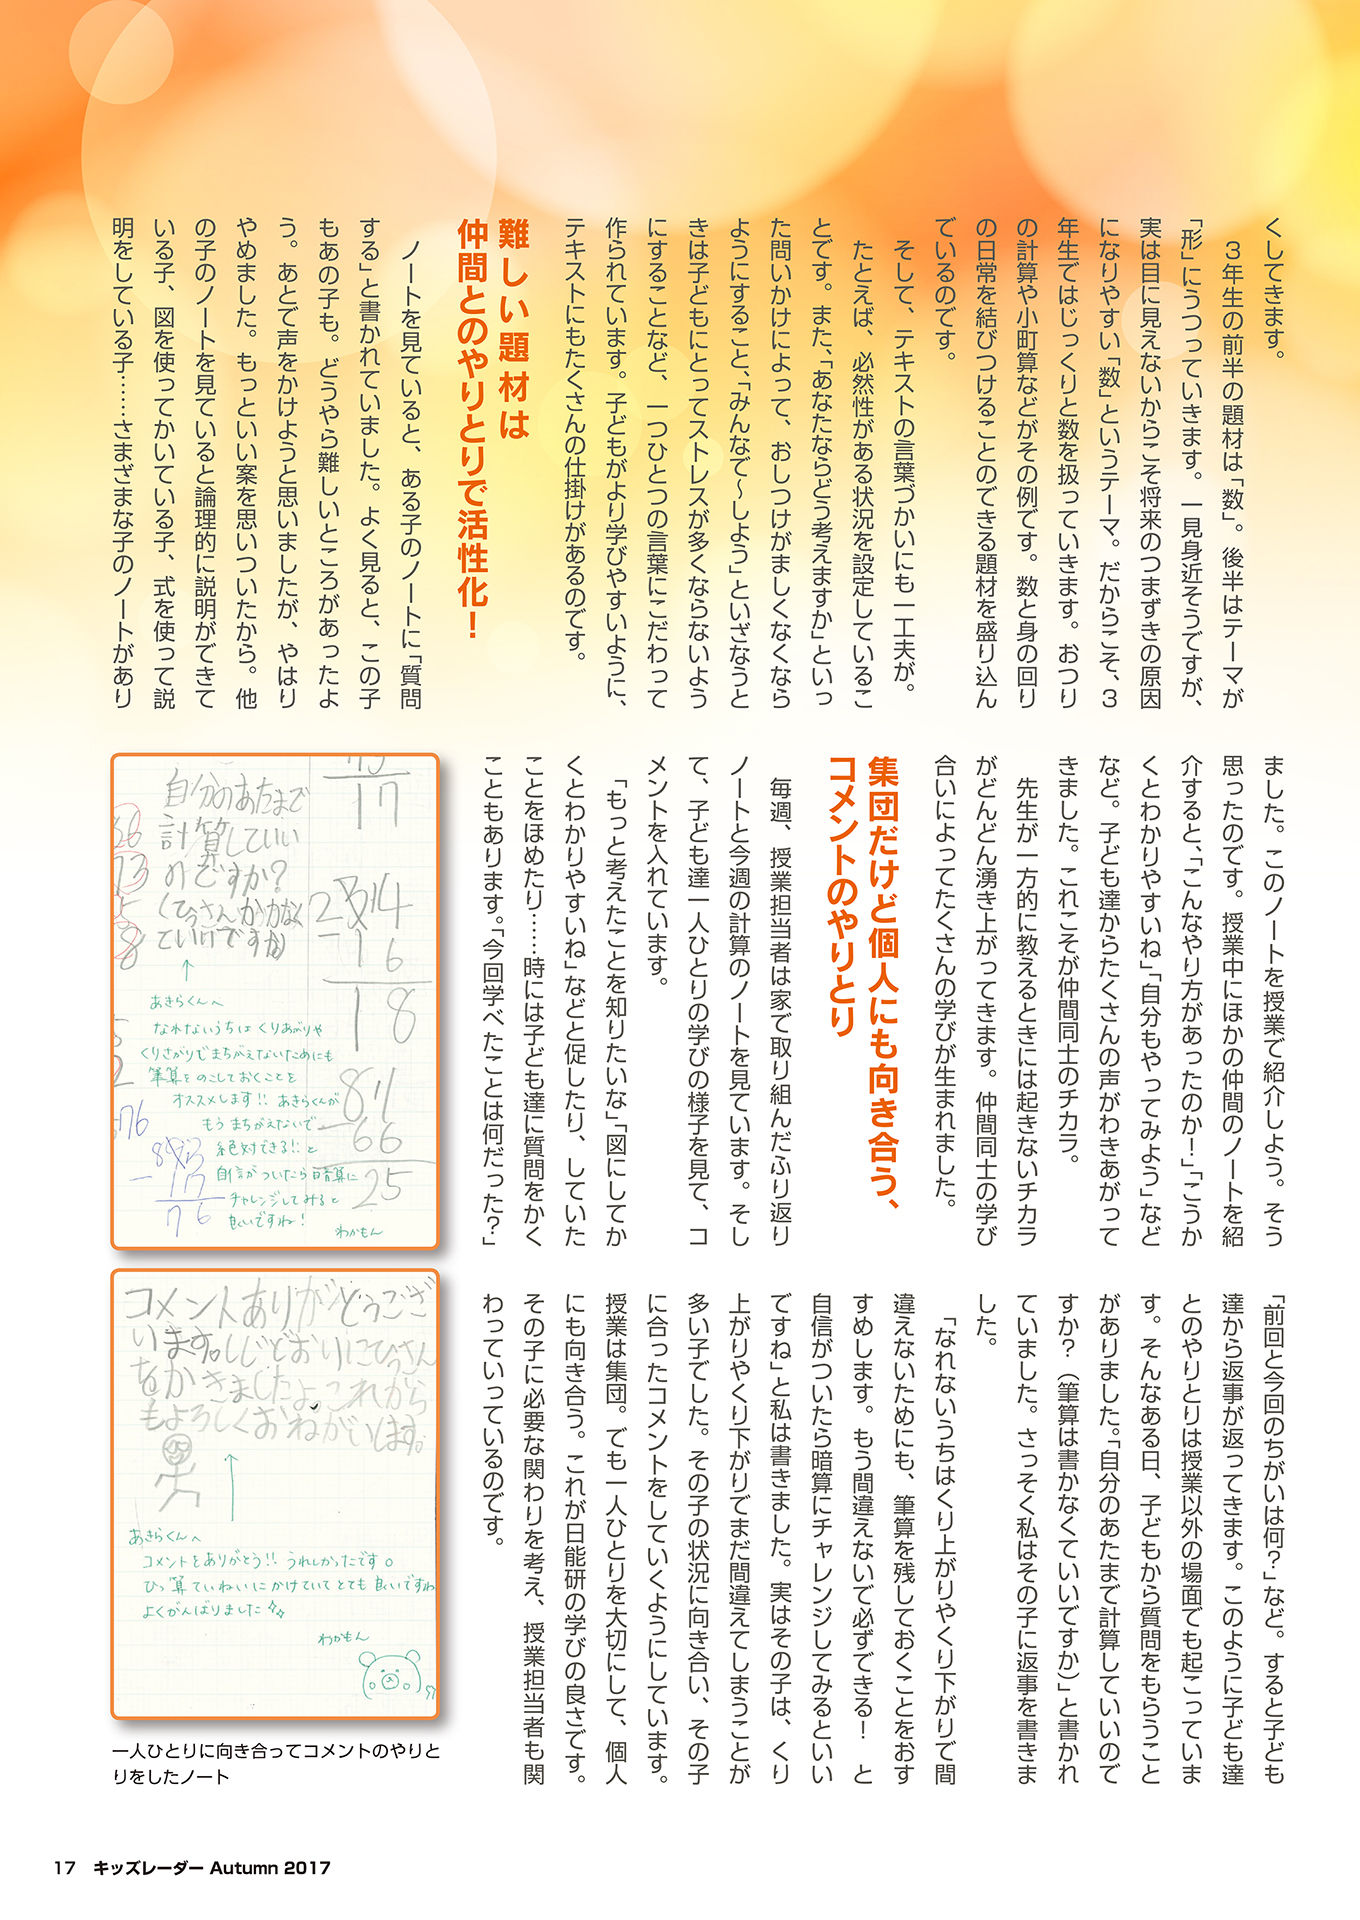 くしてきます。
　３年生の前半の題材は「数」。後半はテーマが
「形」にうつっていきます。一見身近そうですが、
実は目に見えないからこそ将来のつまずきの原因
になりやすい「数」というテーマ。だからこそ、３
年生ではじっくりと数を扱っていきます。おつり
の計算や小町算などがその例です。数と身の回り
の日常を結びつけることのできる題材を盛り込ん
でいるのです。
　そして、テキストの言葉づかいにも一工夫が。
　たとえば、必然性がある状況を設定しているこ
とです。また、「あなたならどう考えますか」といっ
た問いかけによって、おしつけがましくなくなら
ようにすること、「みんなで〜しよう」といざなうと
きは子どもにとってストレスが多くならないよう
にすることなど、一つひとつの言葉にこだわって
作られています。子どもがより学びやすいように、
テキストにもたくさんの仕掛けがあるのです。
難しい題材は
仲間とのやりとりで活性化！
　ノートを見ていると、ある子のノートに「質問
する」と書かれていました。よく見ると、この子
もあの子も。どうやら難しいところがあったよ
う。あとで声をかけようと思いましたが、やはり
やめました。もっといい案を思いついたから。他
の子のノートを見ていると論理的に説明ができて
いる子、図を使ってかいている子、式を使って説
明をしている子……さまざまな子のノートがあり
ました。このノートを授業で紹介しよう。そう
思ったのです。授業中にほかの仲間のノートを紹
介すると、「こんなやり方があったのか！」「こうか
くとわかりやすいね」「自分もやってみよう」など
など。子ども達からたくさんの声がわきあがって
きました。これこそが仲間同士のチカラ。
　先生が一方的に教えるときには起きないチカラ
がどんどん湧き上がってきます。仲間同士の学び
合いによってたくさんの学びが生まれました。
集団だけど個人にも向き合う、
コメントのやりとり
　毎週、授業担当者は家で取り組んだふり返り
ノートと今週の計算のノートを見ています。そし
て、子ども達一人ひとりの学びの様子を見て、コ
メントを入れています。
　「もっと考えたことを知りたいな」「図にしてか
くとわかりやすいね」などと促したり、していた
ことをほめたり……時には子ども達に質問をかく
こともあります。「今回学べたことは何だった？」
「前回と今回のちがいは何？」など。すると子ども
達から返事が返ってきます。このように子ども達
とのやりとりは授業以外の場面でも起こっていま
す。そんなある日、子どもから質問をもらうこと
がありました。「自分のあたまで計算していいので
すか？（筆算は書かなくていいですか）」と書かれ
ていました。さっそく私はその子に返事を書きま
した。
　「なれないうちはくり上がりやくり下がりで間
違えないためにも、筆算を残しておくことをおす
すめします。もう間違えないで必ずできる！　と
自信がついたら暗算にチャレンジしてみるといい
ですね」と私は書きました。実はその子は、くり
上がりやくり下がりでまだ間違えてしまうことが
多い子でした。その子の状況に向き合い、その子
に合ったコメントをしていくようにしています。
授業は集団。でも一人ひとりを大切にして、個人
にも向き合う。これが日能研の学びの良さです。
その子に必要な関わりを考え、授業担当者も関
わっていっているのです。
自分のあたまで
計算していい
のですか?
(ひっさんかかなく
ていいですか)
17
18
84
-66
25
あきらくんへ
なれないうちは くりあがりや
くりさがりで まちがえないためにも
筆算を のこしておくことを
オススメします!! あきらくんが
もう まちがえないで
絶対できる!! と
自信がついたら 暗算に
チャレンジしてみると
良いですね!
わかもん
コメントありがとうござ
います。しじどおりにひっさん
をかきましたよ。これから
もよろしくおねがいします。
あきらくんへ
コメントをありがとう!! うれしかったです。
ひっ算 ていねいに かけていて とても 良いですね
よくがんばりました
わかもん
一人ひとりに向き合ってコメントのやりと
りをしたノート
17　キッズレーダー Autumn 2017